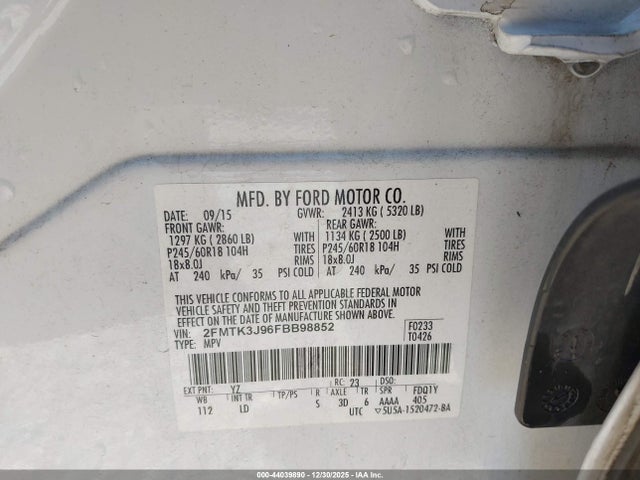 MFD. BY FORD MOTOR CO.
DATE: 09/15 GVWR: 2413 KG ( 5320 LB)
FRONT GAWR: REAR GAWR:
1297 KG ( 2860 LB) WITH 1134 KG ( 2500 LB) WITH
P245/60R18 104H TIRES P245/60R18 104H TIRES
18x8.0J RIMS 18x8.0J RIMS
AT 240 kPa/ 35 PSI COLD AT 240 kPa/ 35 PSI COLD
THIS VEHICLE CONFORMS TO ALL APPLICABLE FEDERAL MOTOR
VEHICLE SAFETY AND THEFT PREVENTION STANDARDS IN
EFFECT ON THE DATE OF MANUFACTURE SHOWN ABOVE.
VIN: 2FMTK3J96FBB98852 F0233
TYPE: MPV T0426
EXT PNT: YZ RC: 23 DSO:
WB INT TR TP/PS R AXLE TR SPR FDQ1Y
112 LD S 3D 6 AAAA 405
UTC ▽5U5A-1520472-BA
000-44039890 - 12/30/2025 - IAA Holdings, LLC